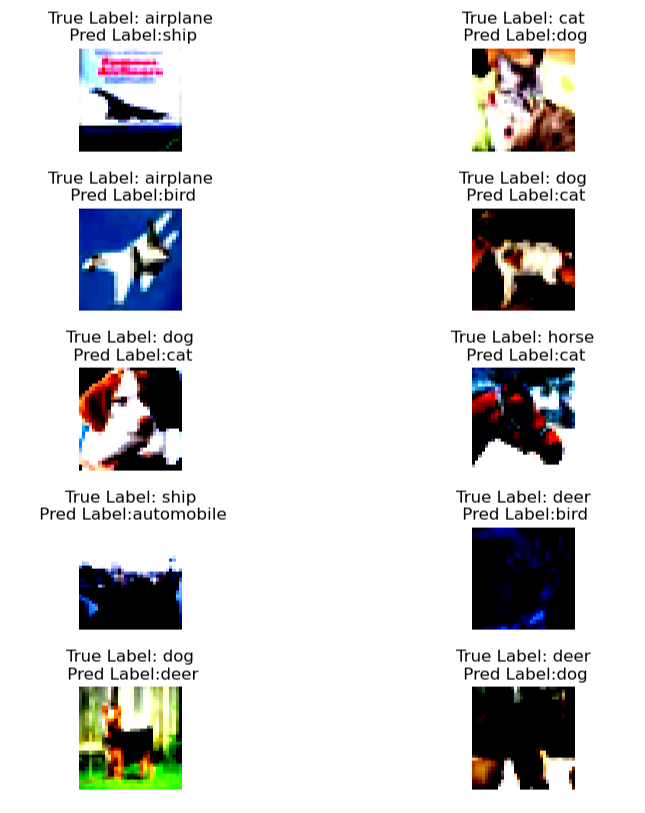 True Label: airplane
Pred Label:ship
True Label: cat
Pred Label:dog
True Label: airplane
Pred Label:bird
True Label: dog
Pred Label:cat
True Label: dog
Pred Label:cat
True Label: horse
Pred Label:cat
True Label: ship
Pred Label:automobile
True Label: deer
Pred Label:bird
True Label: dog
Pred Label:deer
True Label: deer
Pred Label:dog